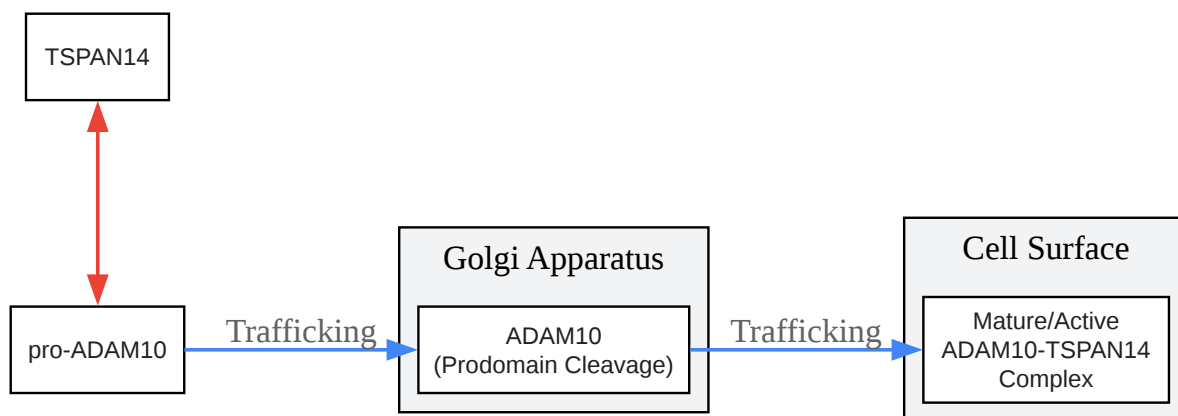 TSPAN14
pro-ADAM10
Trafficking
Golgi Apparatus
ADAM10
(Prodomain Cleavage)
Trafficking
Cell Surface
Mature/Active
ADAM10-TSPAN14
Complex